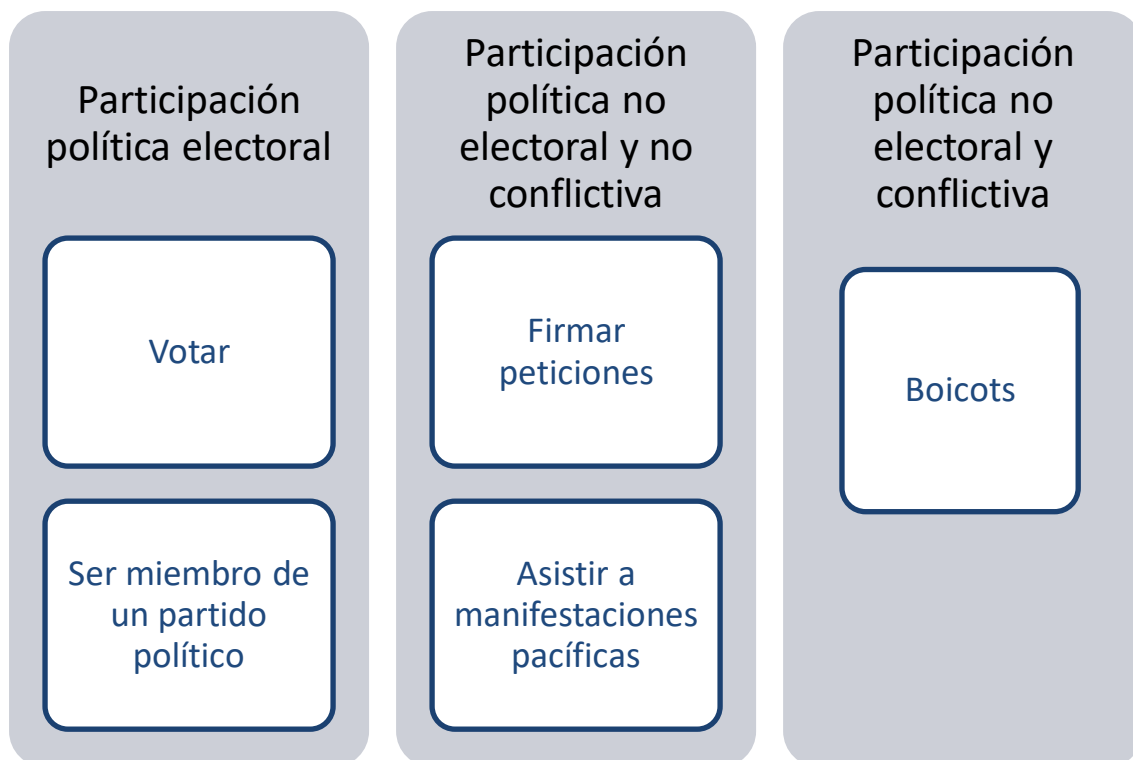 Participación
política electoral
Votar
Ser miembro de
un partido
político
Participación
política no
electoral y no
conflictiva
Firmar
peticiones
Asistir a
manifestaciones
pacíficas
Participación
política no
electoral y
conflictiva
Boicots